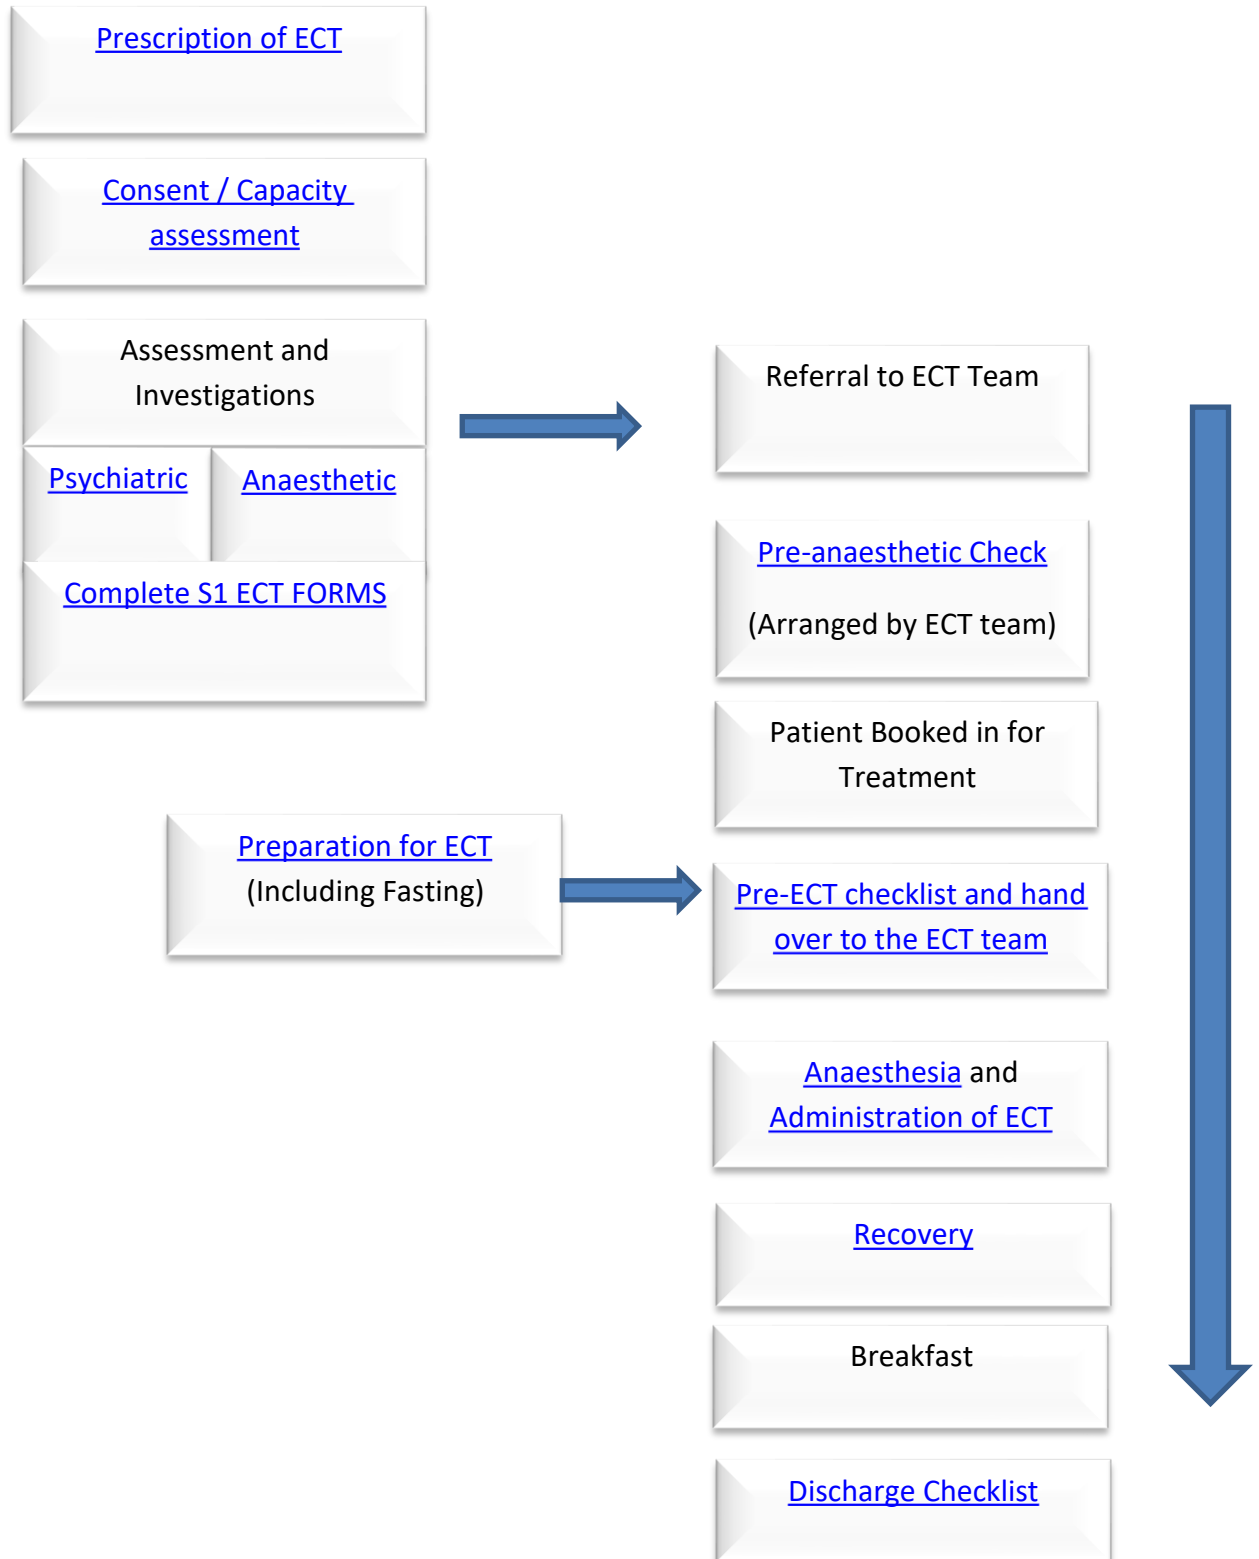 Prescription of ECT
Consent / Capacity
assessment
Assessment and
Investigations
Psychiatric
Anaesthetic
Complete S1 ECT FORMS
Referral to ECT Team
Pre-anaesthetic Check
(Arranged by ECT team)
Patient Booked in for
Treatment
Preparation for ECT
(Including Fasting)
Pre-ECT checklist and hand
over to the ECT team
Anaesthesia and
Administration of ECT
Recovery
Breakfast
Discharge Checklist